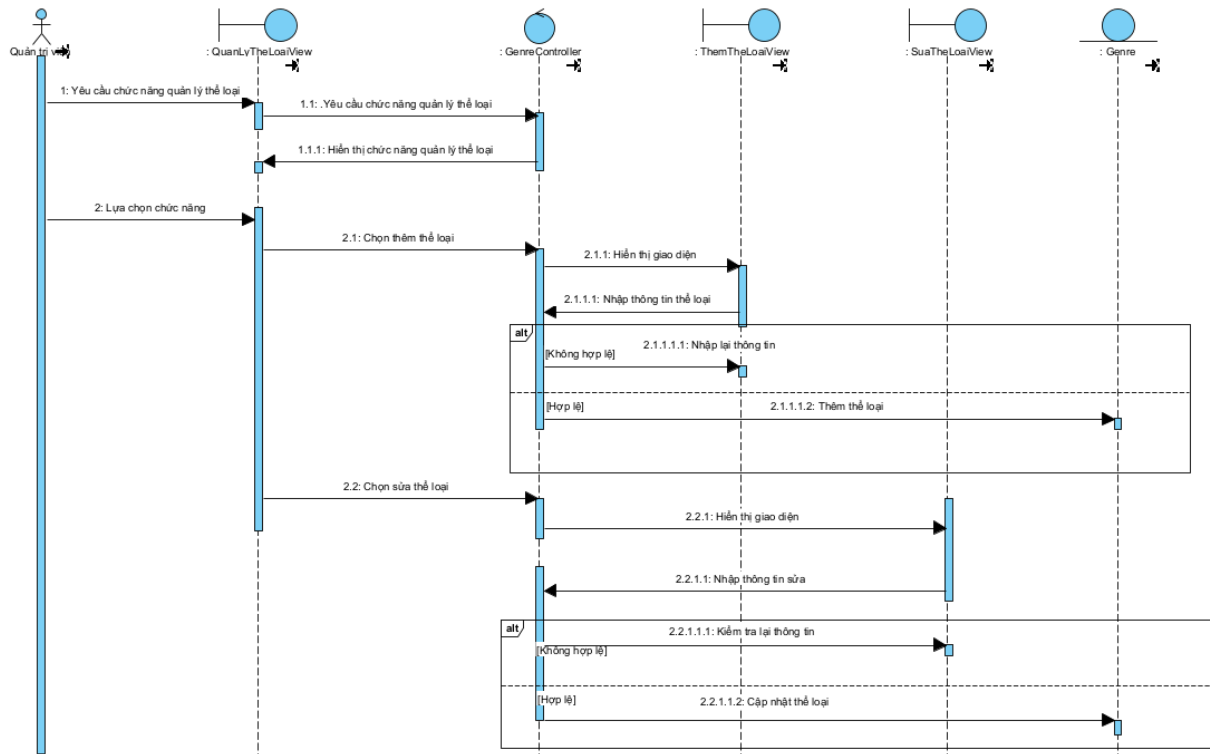 Quản trị viên
: QuanLyTheLoaiView
: GenreController
: ThemTheLoaiView
: SuaTheLoaiView
: Genre
1: Yêu cầu chức năng quản lý thể loại
1.1: .Yêu cầu chức năng quản lý thể loại
1.1.1: Hiển thị chức năng quản lý thể loại
2: Lựa chọn chức năng
2.1: Chọn thêm thể loại
2.1.1: Hiển thị giao diện
2.1.1.1: Nhập thông tin thể loại
alt
2.1.1.1.1: Nhập lại thông tin
[Không hợp lệ]
[Hợp lệ]
2.1.1.1.2: Thêm thể loại
2.2: Chọn sửa thể loại
2.2.1: Hiển thị giao diện
2.2.1.1: Nhập thông tin sửa
alt
2.2.1.1.1: Kiểm tra lại thông tin
[Không hợp lệ]
[Hợp lệ]
2.2.1.1.2: Cập nhật thể loại